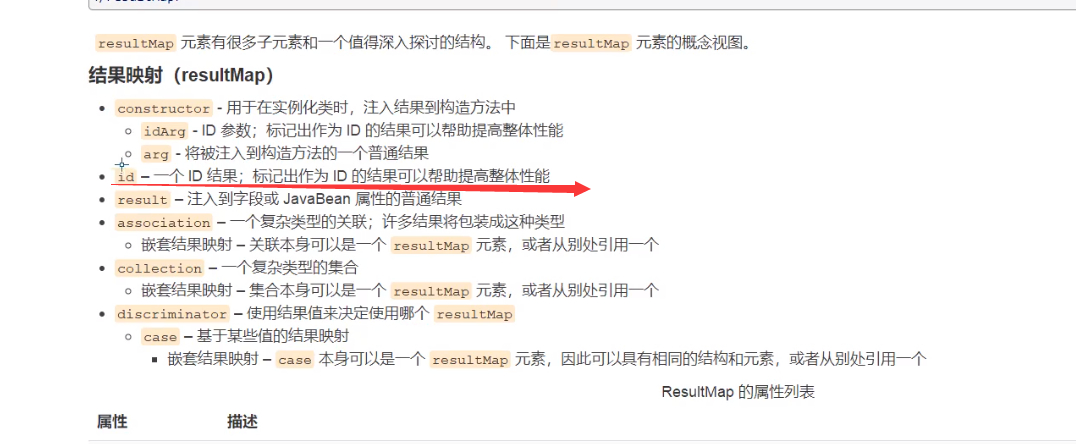 resultMap 元素有很多子元素和一个值得深入探讨的结构。 下面是resultMap 元素的概念视图。
结果映射（resultMap）
constructor - 用于在实例化类时，注入结果到构造方法中
idArg - ID 参数；标记出作为 ID 的结果可以帮助提高整体性能
arg - 将被注入到构造方法的一个普通结果
id – 一个 ID 结果；标记出作为 ID 的结果可以帮助提高整体性能
result – 注入到字段或 JavaBean 属性的普通结果
association – 一个复杂类型的关联；许多结果将包装成这种类型
嵌套结果映射 – 关联本身可以是一个 resultMap 元素，或者从别处引用一个
collection – 一个复杂类型的集合
嵌套结果映射 – 集合本身可以是一个 resultMap 元素，或者从别处引用一个
discriminator – 使用结果值来决定使用哪个 resultMap
case – 基于某些值的结果映射
嵌套结果映射 – case 本身可以是一个 resultMap 元素，因此可以具有相同的结构和元素，或者从别处引用一个
ResultMap 的属性列表
属性 描述